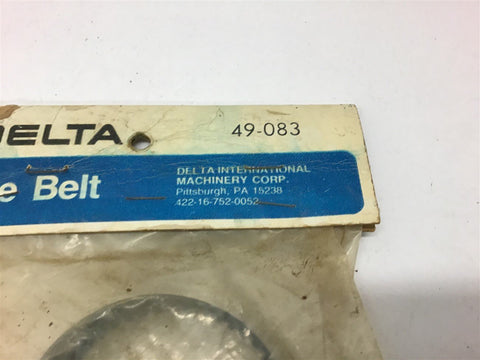 DELTA
49-083
e Belt
DELTA INTERNATIONAL
MACHINERY CORP.
Pittsburgh, PA 15238
422-16-752-0052